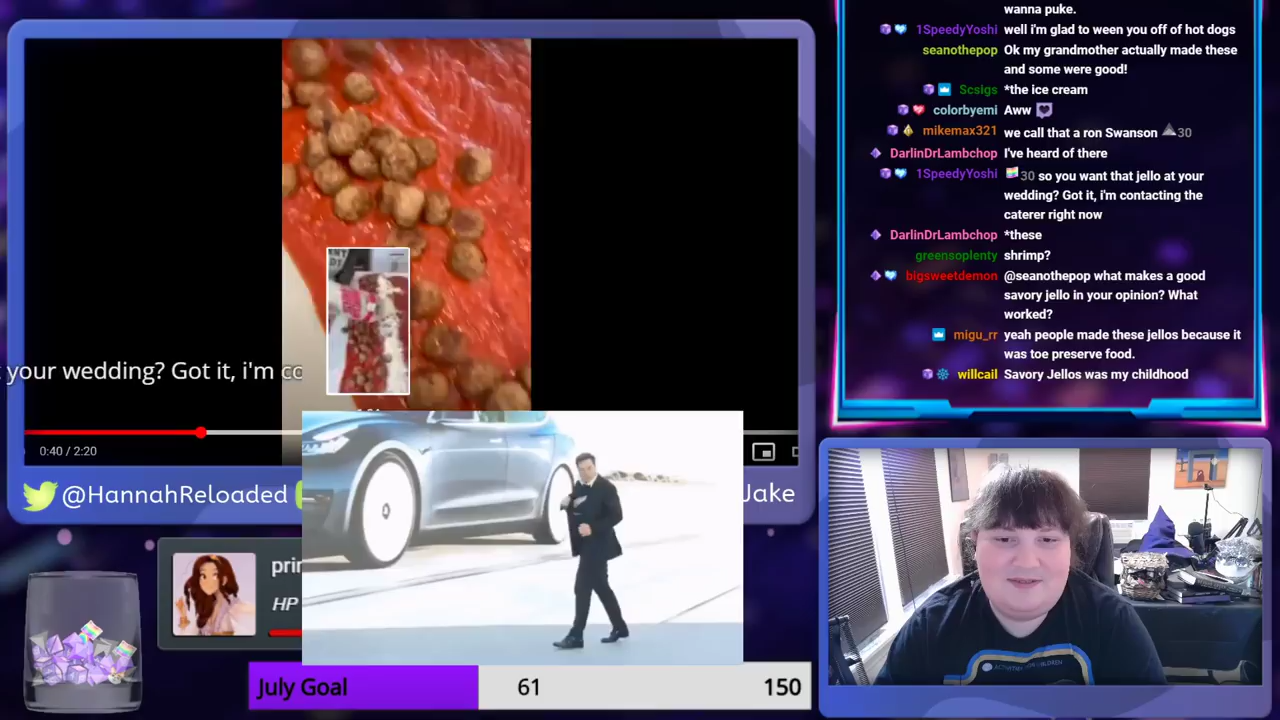 your wedding? Got it, i'm co
0:40 / 2:20
@HannahReloaded
Jake
prin
HP
July Goal
61
150
wanna puke.
1SpeedyYoshi well i'm glad to ween you off of hot dogs
seanothepop Ok my grandmother actually made these
and some were good!
Scsigs *the ice cream
colorbyemi Aww
mikemax321 we call that a ron Swanson 30
DarlinDrLambchop I've heard of there
1SpeedyYoshi 30 so you want that jello at your
wedding? Got it, i'm contacting the
caterer right now
DarlinDrLambchop *these
greensoplenty shrimp?
bigsweetdemon @seanothepop what makes a good
savory jello in your opinion? What
worked?
migu_rr yeah people made these jellos because it
was toe preserve food.
willcail Savory Jellos was my childhood